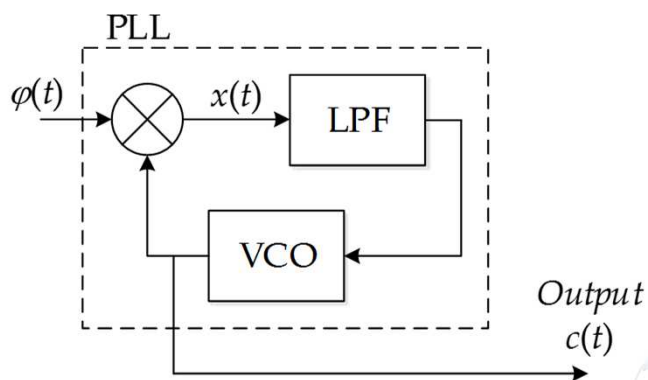 PLL
φ(t)
x(t)
LPF
VCO
Output
c(t)